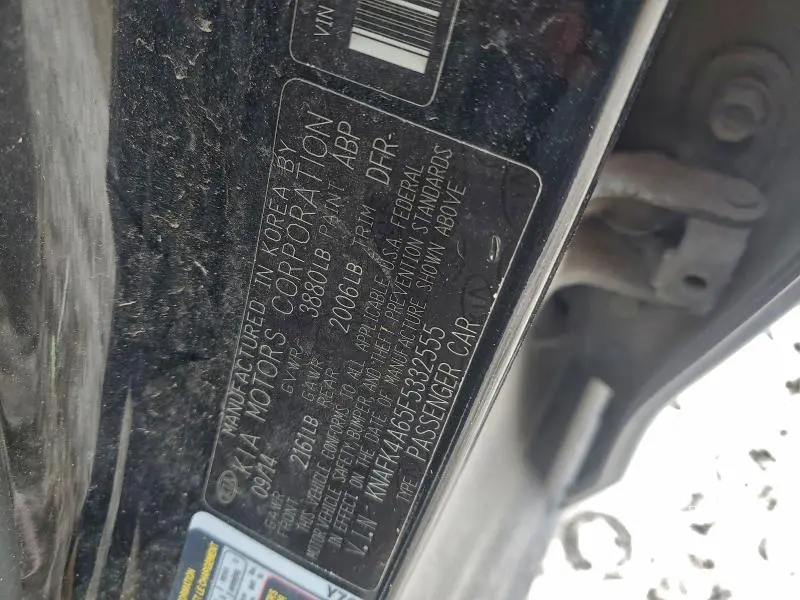 VIN
MANUFACTURED IN KOREA BY
KIA MOTORS CORPORATION
09/14 GVWR 3880LB PAINT ABP
GAWR FRONT 2161LB GAWR REAR 2006LB TRIM DFR-
THIS VEHICLE CONFORMS TO ALL APPLICABLE U.S.A. FEDERAL
MOTOR VEHICLE SAFETY, BUMPER, AND THEFT PREVENTION STANDARDS
IN EFFECT ON THE DATE OF MANUFACTURE SHOWN ABOVE
V.I.N - KNAFK4A65F5332555
TYPE PASSENGER CAR